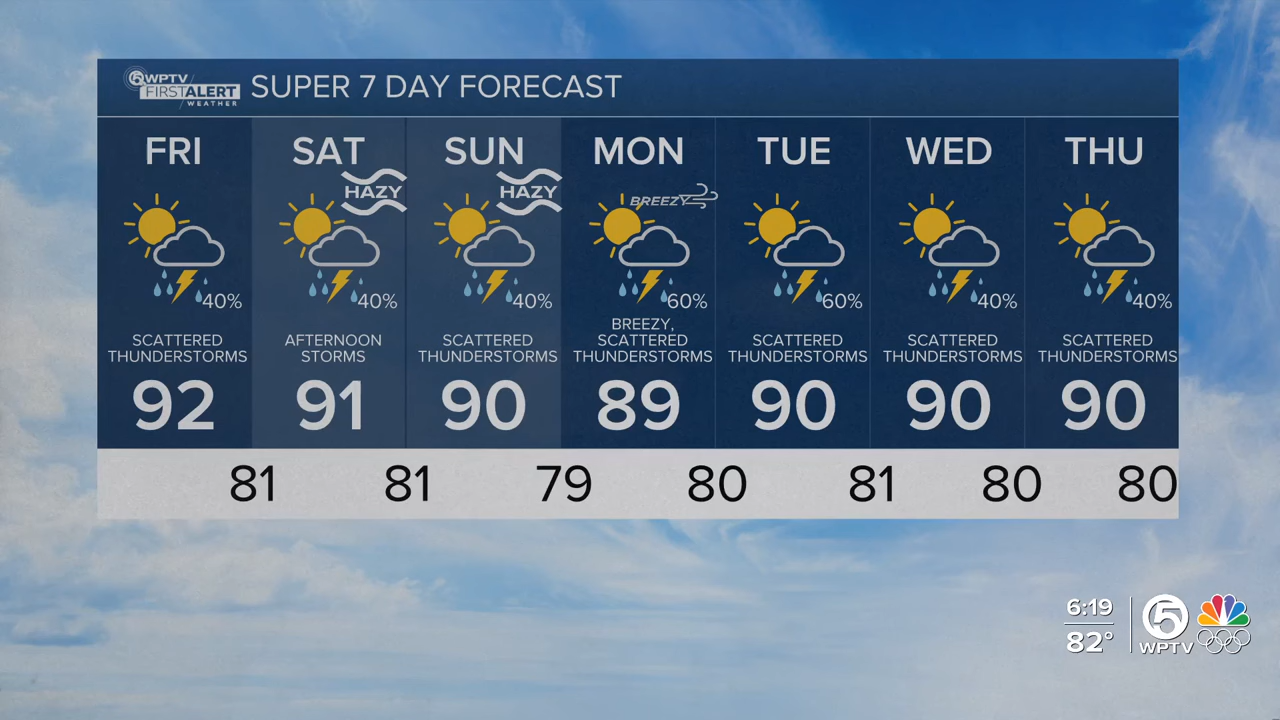 5 WPTV
FIRST ALERT
WEATHER
SUPER 7 DAY FORECAST
FRI SAT SUN MON TUE WED THU
HAZY HAZY BREEZY
40% 40% 40% 60% 60% 40% 40%
SCATTERED
THUNDERSTORMS
AFTERNOON
STORMS
SCATTERED
THUNDERSTORMS
BREEZY,
SCATTERED
THUNDERSTORMS
SCATTERED
THUNDERSTORMS
SCATTERED
THUNDERSTORMS
SCATTERED
THUNDERSTORMS
92 91 90 89 90 90 90
81 81 79 80 81 80 80
6:19
82°
5
WPTV